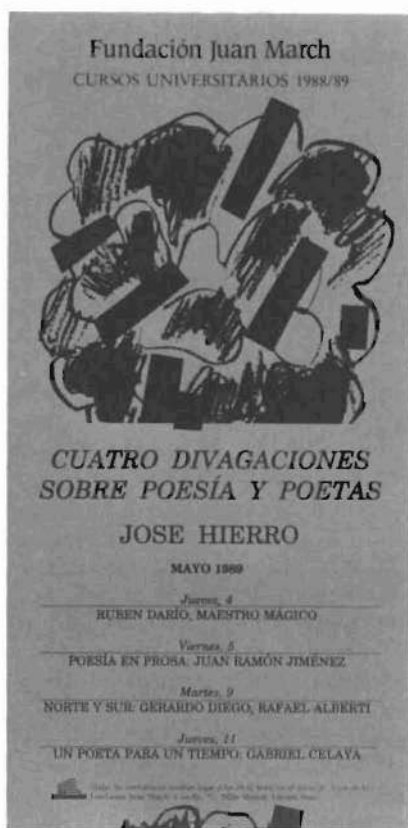 Fundación Juan March
CURSOS UNIVERSITARIOS 1988/89
CUATRO DIVAGACIONES
SOBRE POESÍA Y POETAS
JOSE HIERRO
MAYO 1989
Jueves, 4
RUBEN DARÍO, MAESTRO MÁGICO
Viernes, 5
POESÍA EN PROSA: JUAN RAMÓN JIMÉNEZ
Martes, 9
NORTE Y SUR: GERARDO DIEGO, RAFAEL ALBERTI
Jueves, 11
UN POETA PARA UN TIEMPO: GABRIEL CELAYA